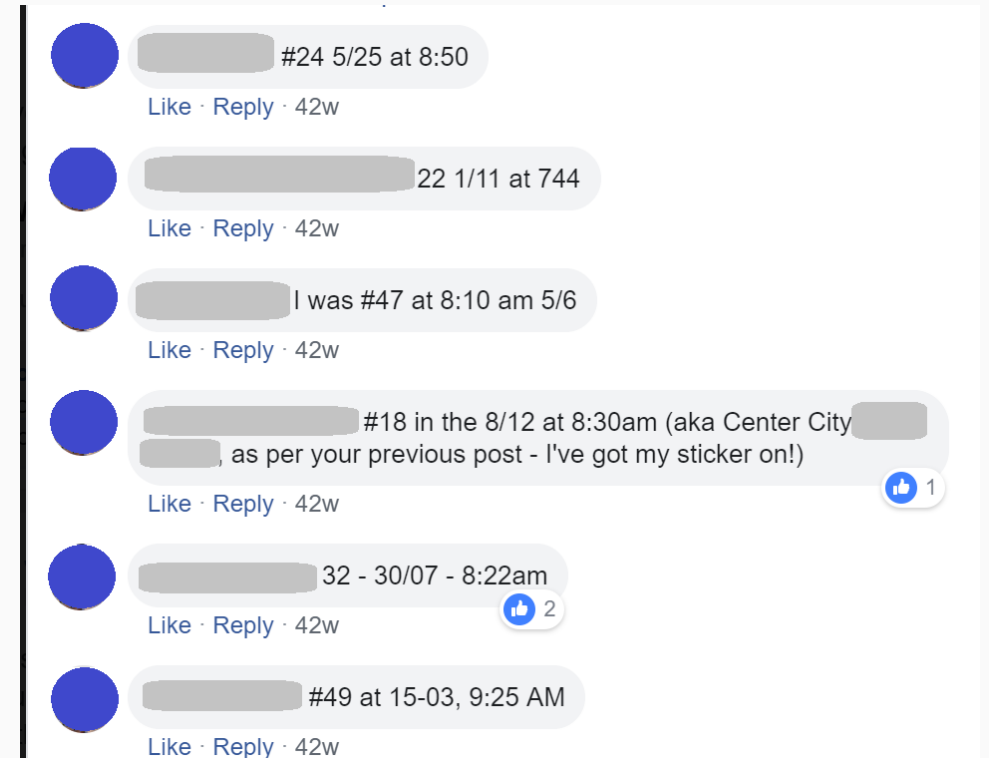 #24 5/25 at 8:50
Like · Reply · 42w
22 1/11 at 744
Like · Reply · 42w
I was #47 at 8:10 am 5/6
Like · Reply · 42w
#18 in the 8/12 at 8:30am (aka Center City
, as per your previous post - I've got my sticker on!)
1
Like · Reply · 42w
32 - 30/07 - 8:22am
2
Like · Reply · 42w
#49 at 15-03, 9:25 AM
Like · Reply · 42w